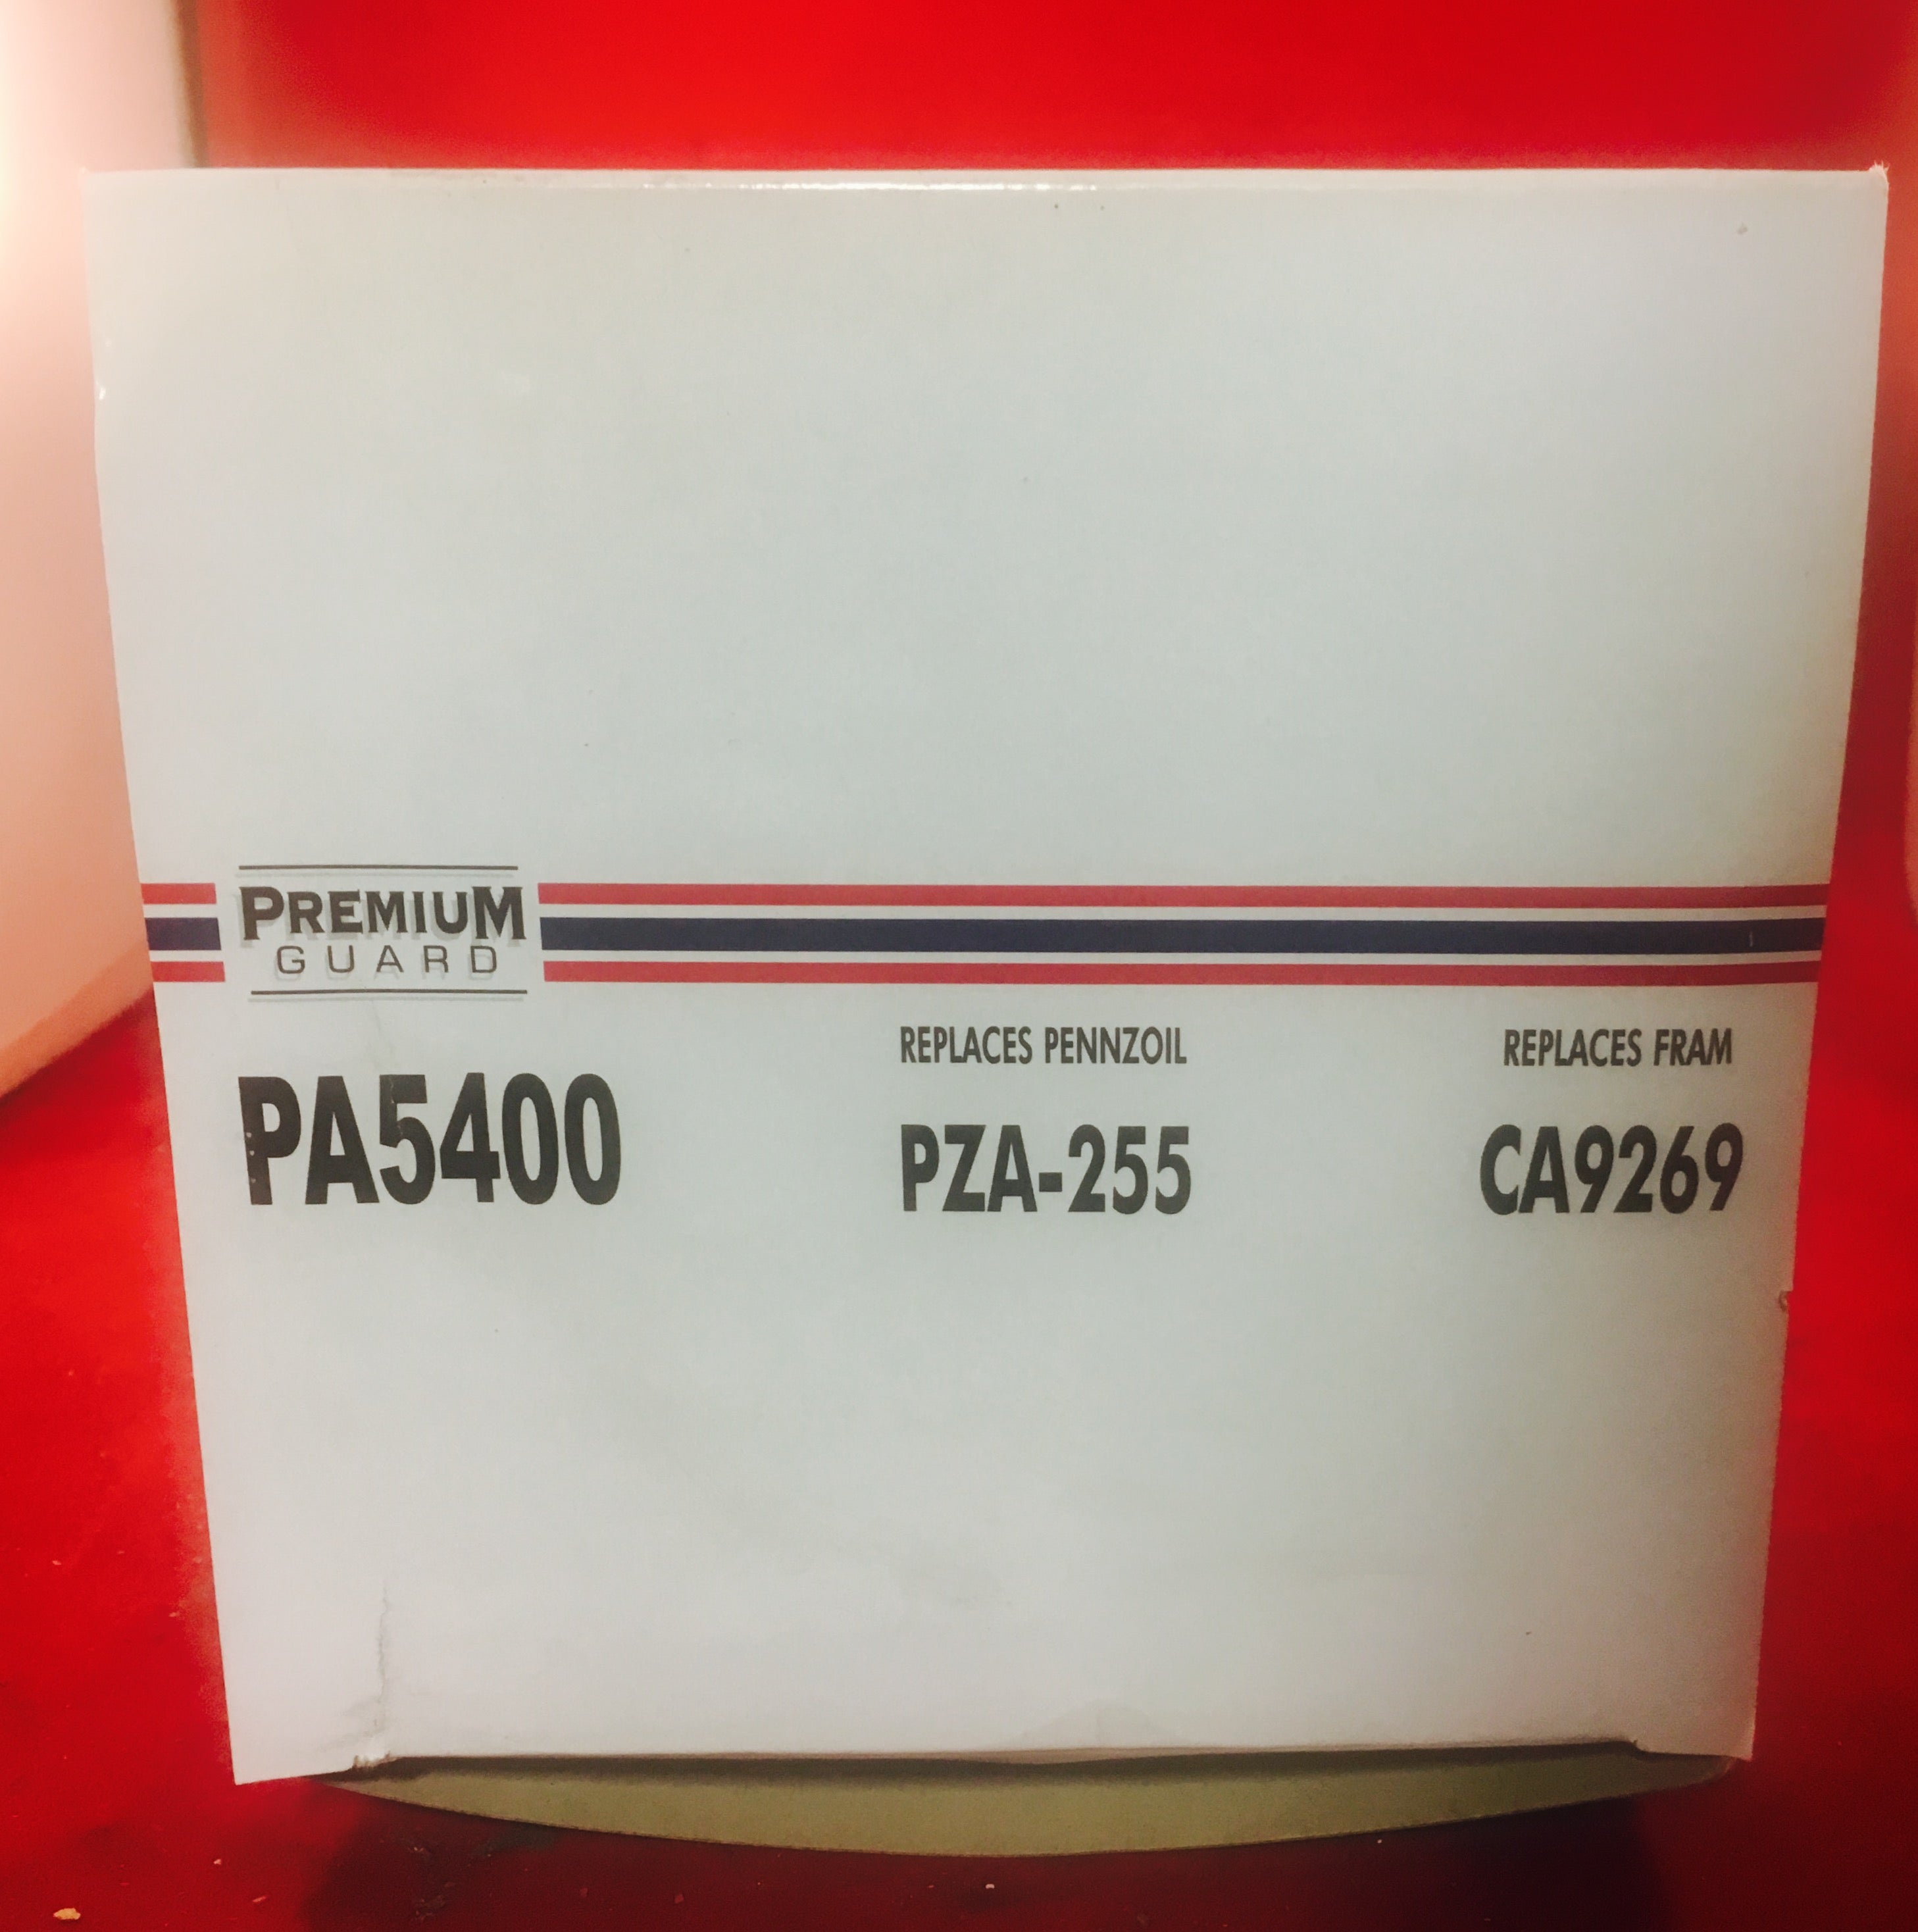 PREMIUM
GUARD
PA5400
REPLACES PENNZOIL
PZA-255
REPLACES FRAM
CA9269